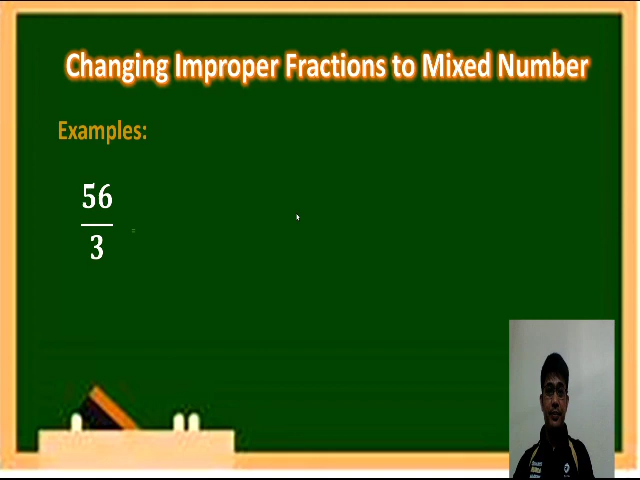 Changing Improper Fractions to Mixed Number
Examples:
56
3
=